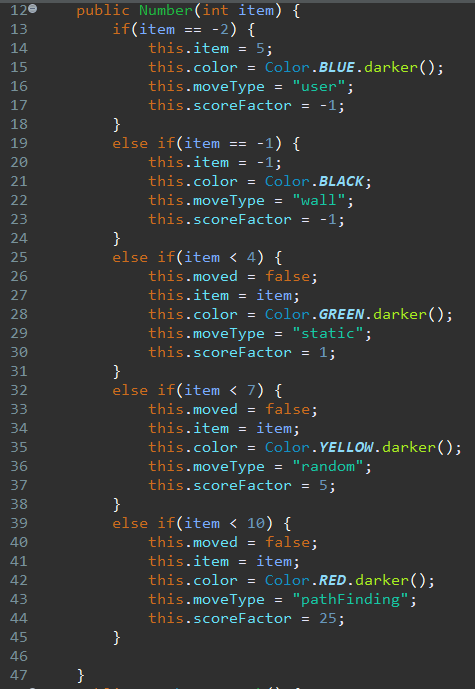 12 public Number(int item) {
13 if(item == -2) {
14 this.item = 5;
15 this.color = Color.BLUE.darker();
16 this.moveType = "user";
17 this.scoreFactor = -1;
18 }
19 else if(item == -1) {
20 this.item = -1;
21 this.color = Color.BLACK;
22 this.moveType = "wall";
23 this.scoreFactor = -1;
24 }
25 else if(item < 4) {
26 this.moved = false;
27 this.item = item;
28 this.color = Color.GREEN.darker();
29 this.moveType = "static";
30 this.scoreFactor = 1;
31 }
32 else if(item < 7) {
33 this.moved = false;
34 this.item = item;
35 this.color = Color.YELLOW.darker();
36 this.moveType = "random";
37 this.scoreFactor = 5;
38 }
39 else if(item < 10) {
40 this.moved = false;
41 this.item = item;
42 this.color = Color.RED.darker();
43 this.moveType = "pathFinding";
44 this.scoreFactor = 25;
45 }
46
47 }